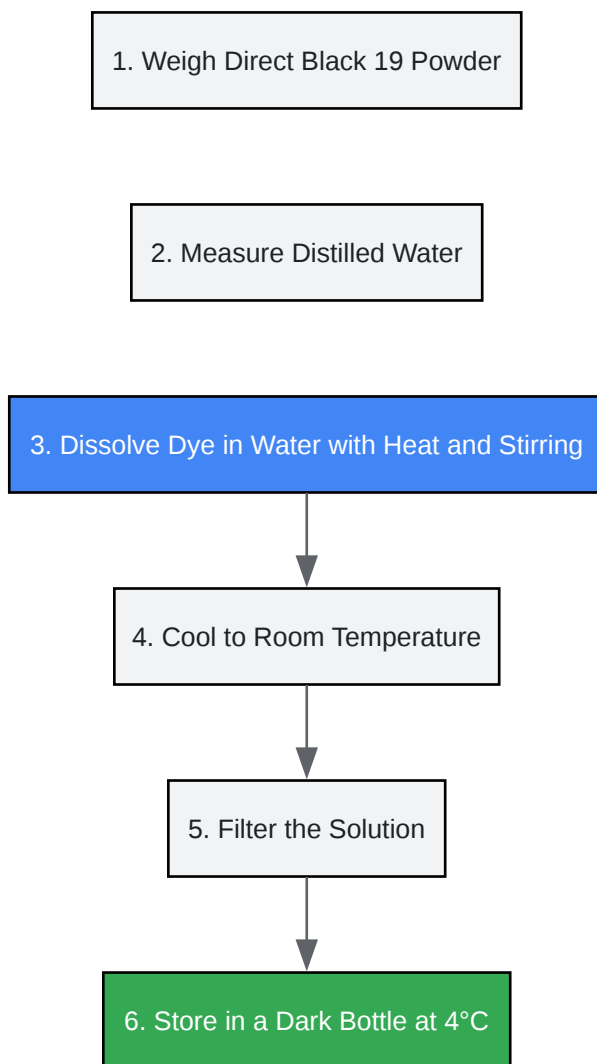 1. Weigh Direct Black 19 Powder
2. Measure Distilled Water
3. Dissolve Dye in Water with Heat and Stirring
4. Cool to Room Temperature
5. Filter the Solution
6. Store in a Dark Bottle at 4°C